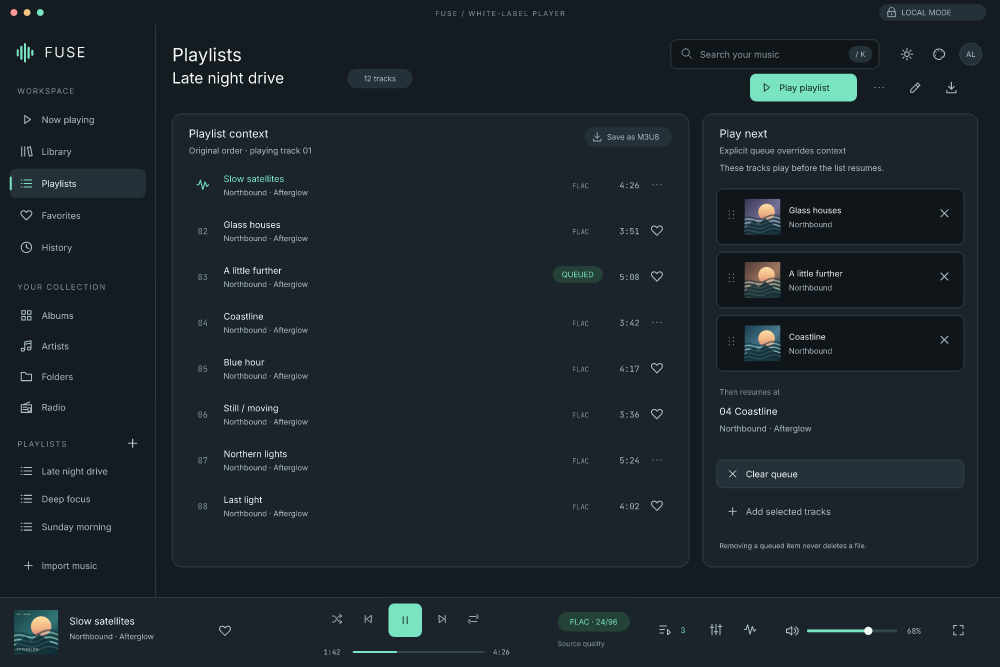 FUSE / WHITE-LABEL PLAYER
LOCAL MODE
FUSE
WORKSPACE
Now playing
Library
Playlists
Favorites
History
YOUR COLLECTION
Albums
Artists
Folders
Radio
PLAYLISTS
Late night drive
Deep focus
Sunday morning
Import music
Playlists
Late night drive
12 tracks
Search your music
/ K
AL
Play playlist
Playlist context
Original order · playing track 01
Save as M3U8
Slow satellites
Northbound · Afterglow
FLAC
4:26
02
Glass houses
Northbound · Afterglow
FLAC
3:51
03
A little further
Northbound · Afterglow
QUEUED
5:08
04
Coastline
Northbound · Afterglow
FLAC
3:42
05
Blue hour
Northbound · Afterglow
FLAC
4:17
06
Still / moving
Northbound · Afterglow
FLAC
3:36
07
Northern lights
Northbound · Afterglow
FLAC
5:24
08
Last light
Northbound · Afterglow
FLAC
4:02
Play next
Explicit queue overrides context
These tracks play before the list resumes.
Glass houses
Northbound
A little further
Northbound
Coastline
Northbound
Then resumes at
04 Coastline
Northbound · Afterglow
Clear queue
Add selected tracks
Removing a queued item never deletes a file.
Slow satellites
Northbound · Afterglow
1:42
4:26
FLAC · 24/96
Source quality
3
68%